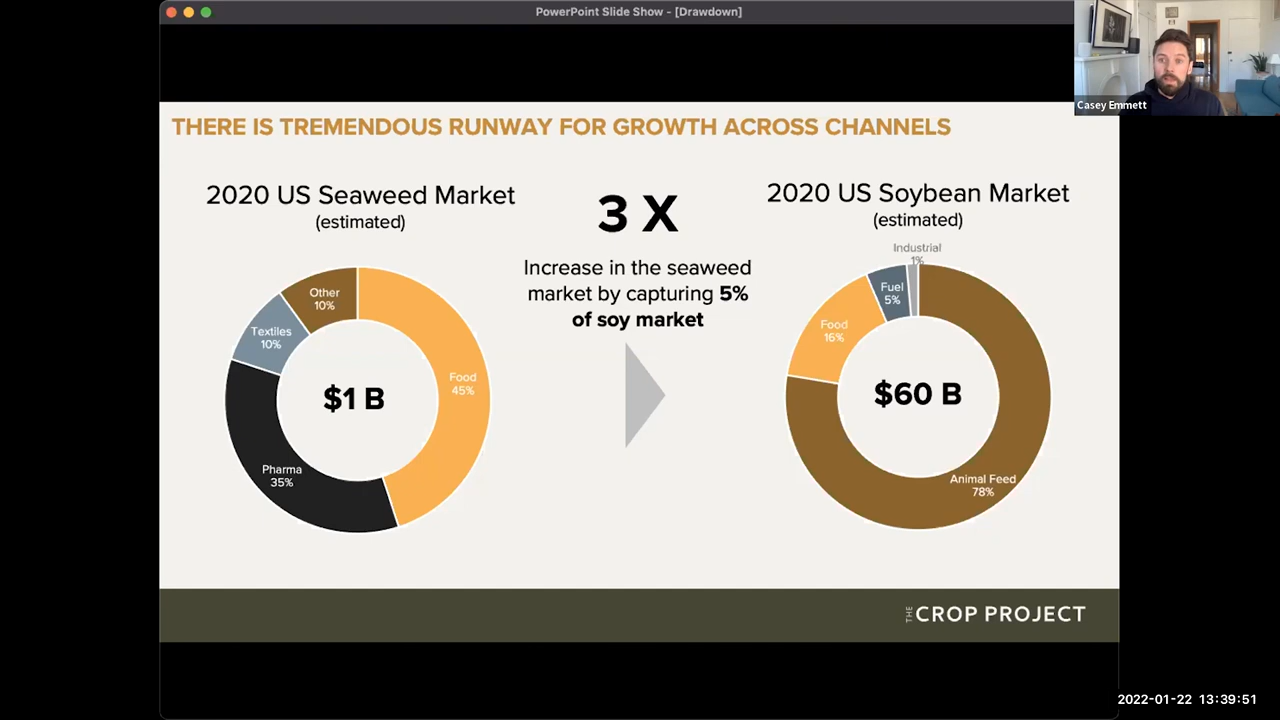 PowerPoint Slide Show - [Drawdown]
Casey Emmett
THERE IS TREMENDOUS RUNWAY FOR GROWTH ACROSS CHANNELS
2020 US Seaweed Market
(estimated)
Other
10%
Textiles
10%
Food
45%
$1 B
Pharma
35%
3 X
Increase in the seaweed
market by capturing 5%
of soy market
2020 US Soybean Market
(estimated)
Industrial
1%
Fuel
5%
Food
16%
$60 B
Animal Feed
78%
THE CROP PROJECT
2022-01-22 13:39:51